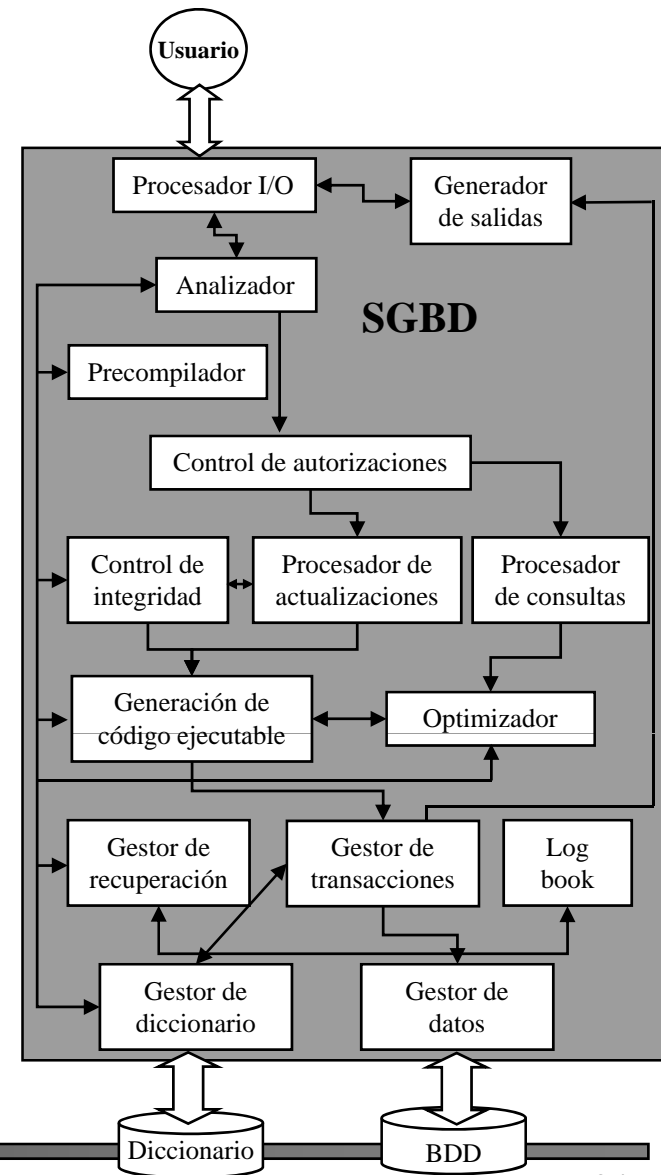 Usuario
Procesador I/O
Generador
de salidas
Analizador
SGBD
Precompilador
Control de autorizaciones
Control de
integridad
Procesador de
actualizaciones
Procesador
de consultas
Generación de
código ejecutable
Optimizador
Gestor de
recuperación
Gestor de
transacciones
Log
book
Gestor de
diccionario
Gestor de
datos
Diccionario
BDD